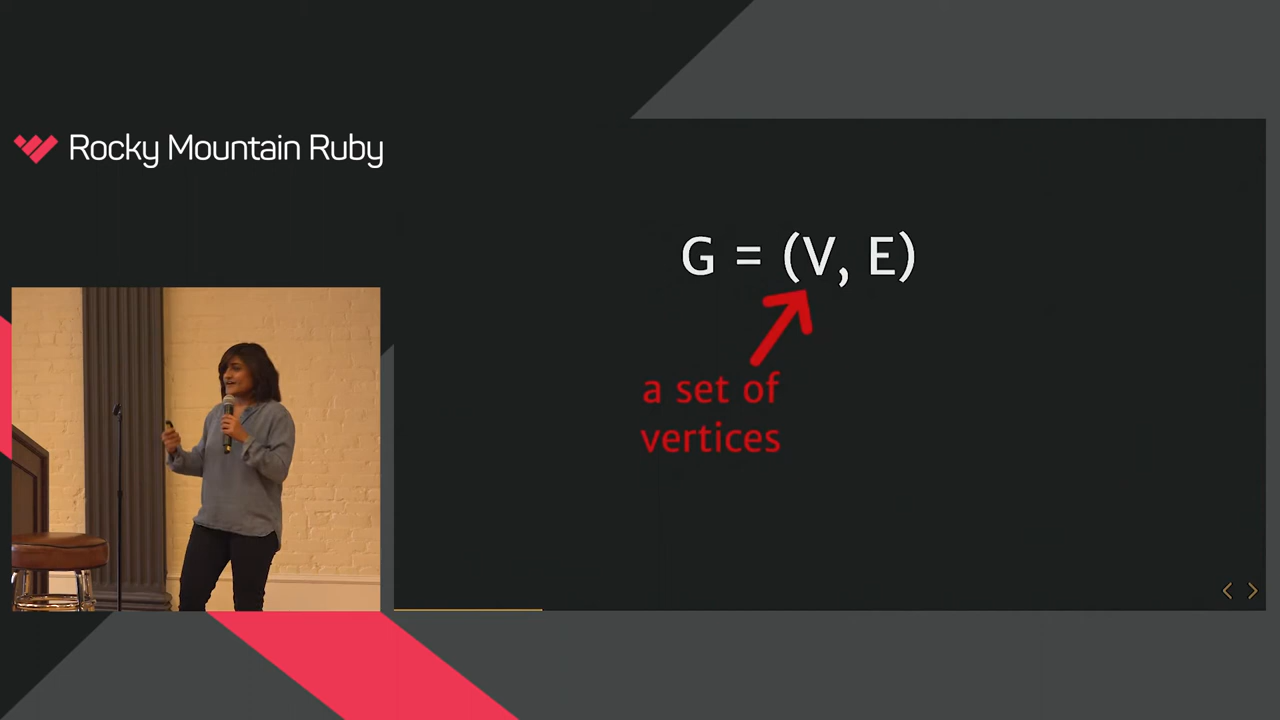 Rocky Mountain Ruby
G = (V, E)
a set of
vertices